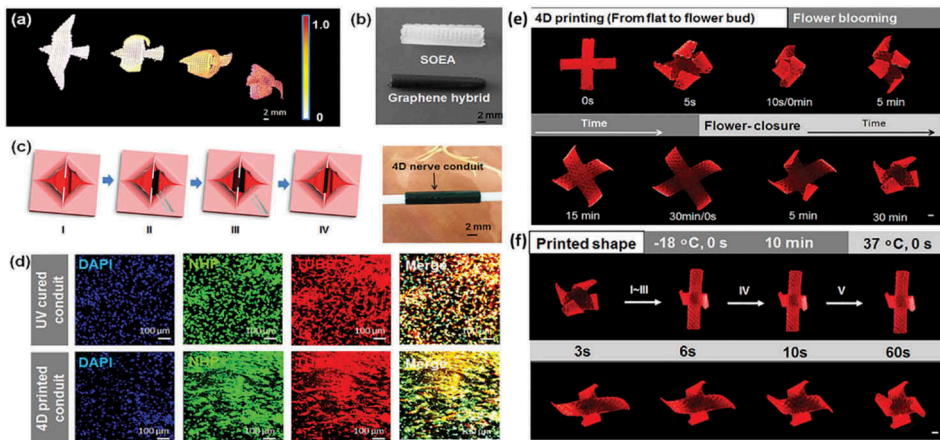 (a)
1.0
0
2 mm
(b)
SOEA
Graphene hybrid
2 mm
(c)
I
II
III
IV
4D nerve conduit
2 mm
(d)
UV cured
conduit
DAPI
NHP
Merge
100 μm
100 μm
100 μm
100 μm
4D printed
conduit
DAPI
Merge
100 μm
100 μm
100 μm
100 μm
(e)
4D printing (From flat to flower bud)
Flower blooming
0s
5s
10s/0min
5 min
Time
Flower-closure
Time
15 min
30min/0s
5 min
30 min
(f)
Printed shape
-18 °C, 0 s
10 min
37 °C, 0 s
I~III
IV
V
3s
6s
10s
60s